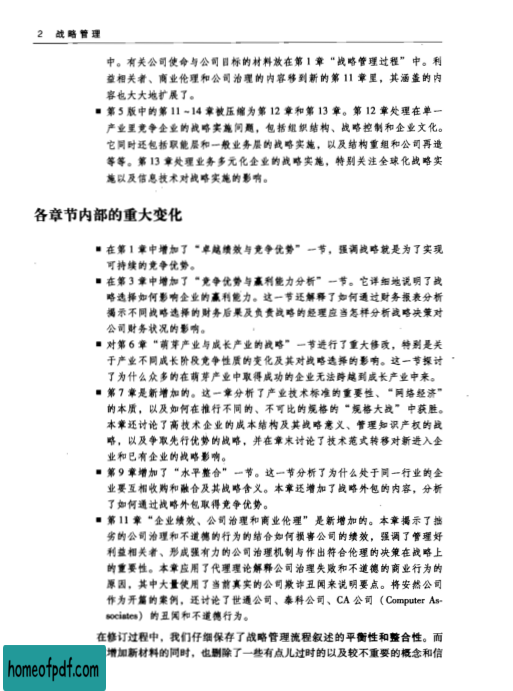 2 战略管理
中。有关公司使命与公司目标的材料放在第1章“战略管理过程”中。利
益相关者、商业伦理和公司治理的内容移到新的第11章里，其涵盖的内
容也大大地扩展了。
■ 第5版中的第11~14章被压缩为第12章和第13章。第12章处理在单一
产业里竞争企业的战略实施问题，包括组织结构、战略控制和企业文化。
它同时还包括职能层和一般业务层的战略实施，以及结构重组和公司再造
等等。第13章处理业务多元化企业的战略实施，特别关注全球化战略实
施以及信息技术对战略实施的影响。
各章节内部的重大变化
■ 在第1章中增加了“卓越绩效与竞争优势”一节，强调战略就是为了实现
可持续的竞争优势。
■ 在第3章中增加了“竞争优势与赢利能力分析”一节。它详细地说明了战
略选择如何影响企业的赢利能力。这一节还解释了如何通过财务报表分析
揭示不同战略选择的财务后果及负责战略的经理应当怎样分析战略决策对
公司财务状况的影响。
■ 对第6章“萌芽产业与成长产业的战略”一节进行了重大修改，特别是关
于产业不同成长阶段竞争性质的变化及其对战略选择的影响。这一节探讨
了为什么众多的在萌芽产业中取得成功的企业无法跨越到成长产业中来。
■ 第7章是新增加的。这一章分析了产业技术标准的重要性、“网络经济”
的本质，以及如何在推行不同的、不可比的规格的“规格大战”中获胜。
本章还讨论了高技术企业的成本结构及其战略意义、管理知识产权的战
略，以及争取先行优势的战略，并在章末讨论了技术范式转移对新进入企
业和已有企业的战略影响。
■ 第9章增加了“水平整合”一节。这一节分析了为什么处于同一行业的企
业要互相收购和融合及其战略含义。本章还增加了战略外包的内容，分析
了如何通过战略外包取得竞争优势。
■ 第11章“企业绩效、公司治理和商业伦理”是新增加的。本章揭示了拙
劣的公司治理和不道德的行为的结合如何损害公司的绩效，强调了管理好
利益相关者、形成强有力的公司治理机制与作出符合伦理的决策在战略上
的重要性。本章应用了代理理论解释公司治理失败和不道德的商业行为的
原因，其中大量使用了当前真实的公司欺诈丑闻来说明要点。将安然公司
作为开篇的案例，还讨论了世通公司、泰科公司、CA公司（Computer As-
sociates）的丑闻和不道德行为。
在修订过程中，我们仔细保存了战略管理流程叙述的平衡性和整合性。而
增加新材料的同时，也删除了一些有点儿过时的以及较不重要的概念和信
homeofpdf.com